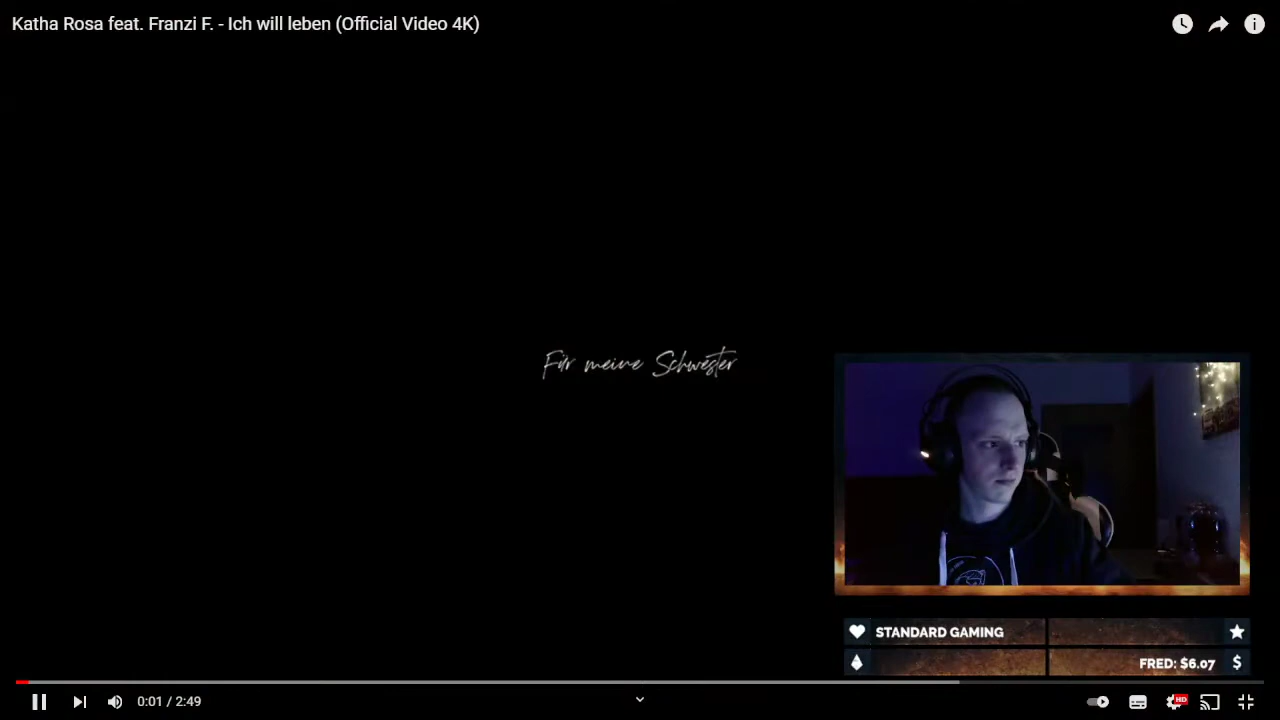 Katha Rosa feat. Franzi F. - Ich will leben (Official Video 4K)
Für meine Schwester
STANDARD GAMING
FRED: $6.07
0:01 / 2:49
HD